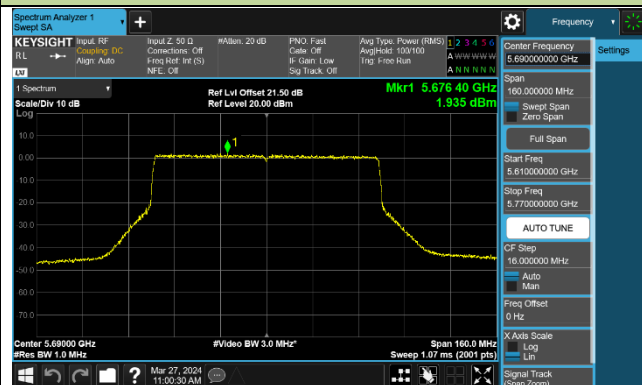 Spectrum Analyzer 1
Swept SA
+
Frequency
KEYSIGHT
RL
LXI
Input: RF
Coupling: DC
Align: Auto
Input Z: 50 Ω
Corrections: Off
Freq Ref: Int (S)
NFE: Off
#Atten: 20 dB
PNO: Fast
Gate: Off
IF Gain: Low
Sig Track: Off
Avg Type: Power (RMS)
Avg|Hold: 100/100
Trig: Free Run
1 2 3 4 5 6
A W W W W W
A N N N N N
1 Spectrum
Scale/Div 10 dB
Log
Ref Lvl Offset 21.50 dB
Ref Level 20.00 dBm
Mkr1 5.676 40 GHz
1.935 dBm
1
10.0
0.00
-10.0
-20.0
-30.0
-40.0
-50.0
-60.0
-70.0
Center 5.69000 GHz
#Res BW 1.0 MHz
#Video BW 3.0 MHz*
Span 160.0 MHz
Sweep 1.07 ms (2001 pts)
Mar 27, 2024
11:00:30 AM
Center Frequency
5.690000000 GHz
Settings
Span
160.000000 MHz
Swept Span
Zero Span
Full Span
Start Freq
5.610000000 GHz
Stop Freq
5.770000000 GHz
AUTO TUNE
CF Step
16.000000 MHz
Auto
Man
Freq Offset
0 Hz
X Axis Scale
Log
Lin
Signal Track
(Span Zoom)